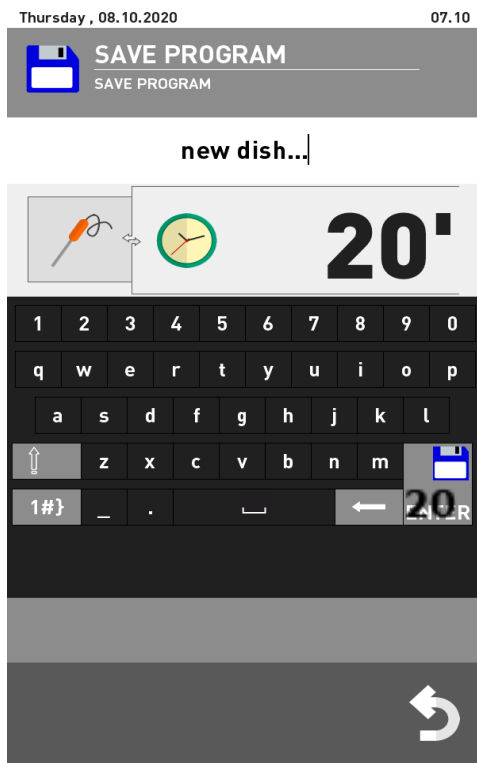 Thursday , 08.10.2020 07.10
SAVE PROGRAM
SAVE PROGRAM
new dish...
20'
1 2 3 4 5 6 7 8 9 0
q w e r t y u i o p
a s d f g h j k l
z x c v b n m
1#} _ . ENTER
20